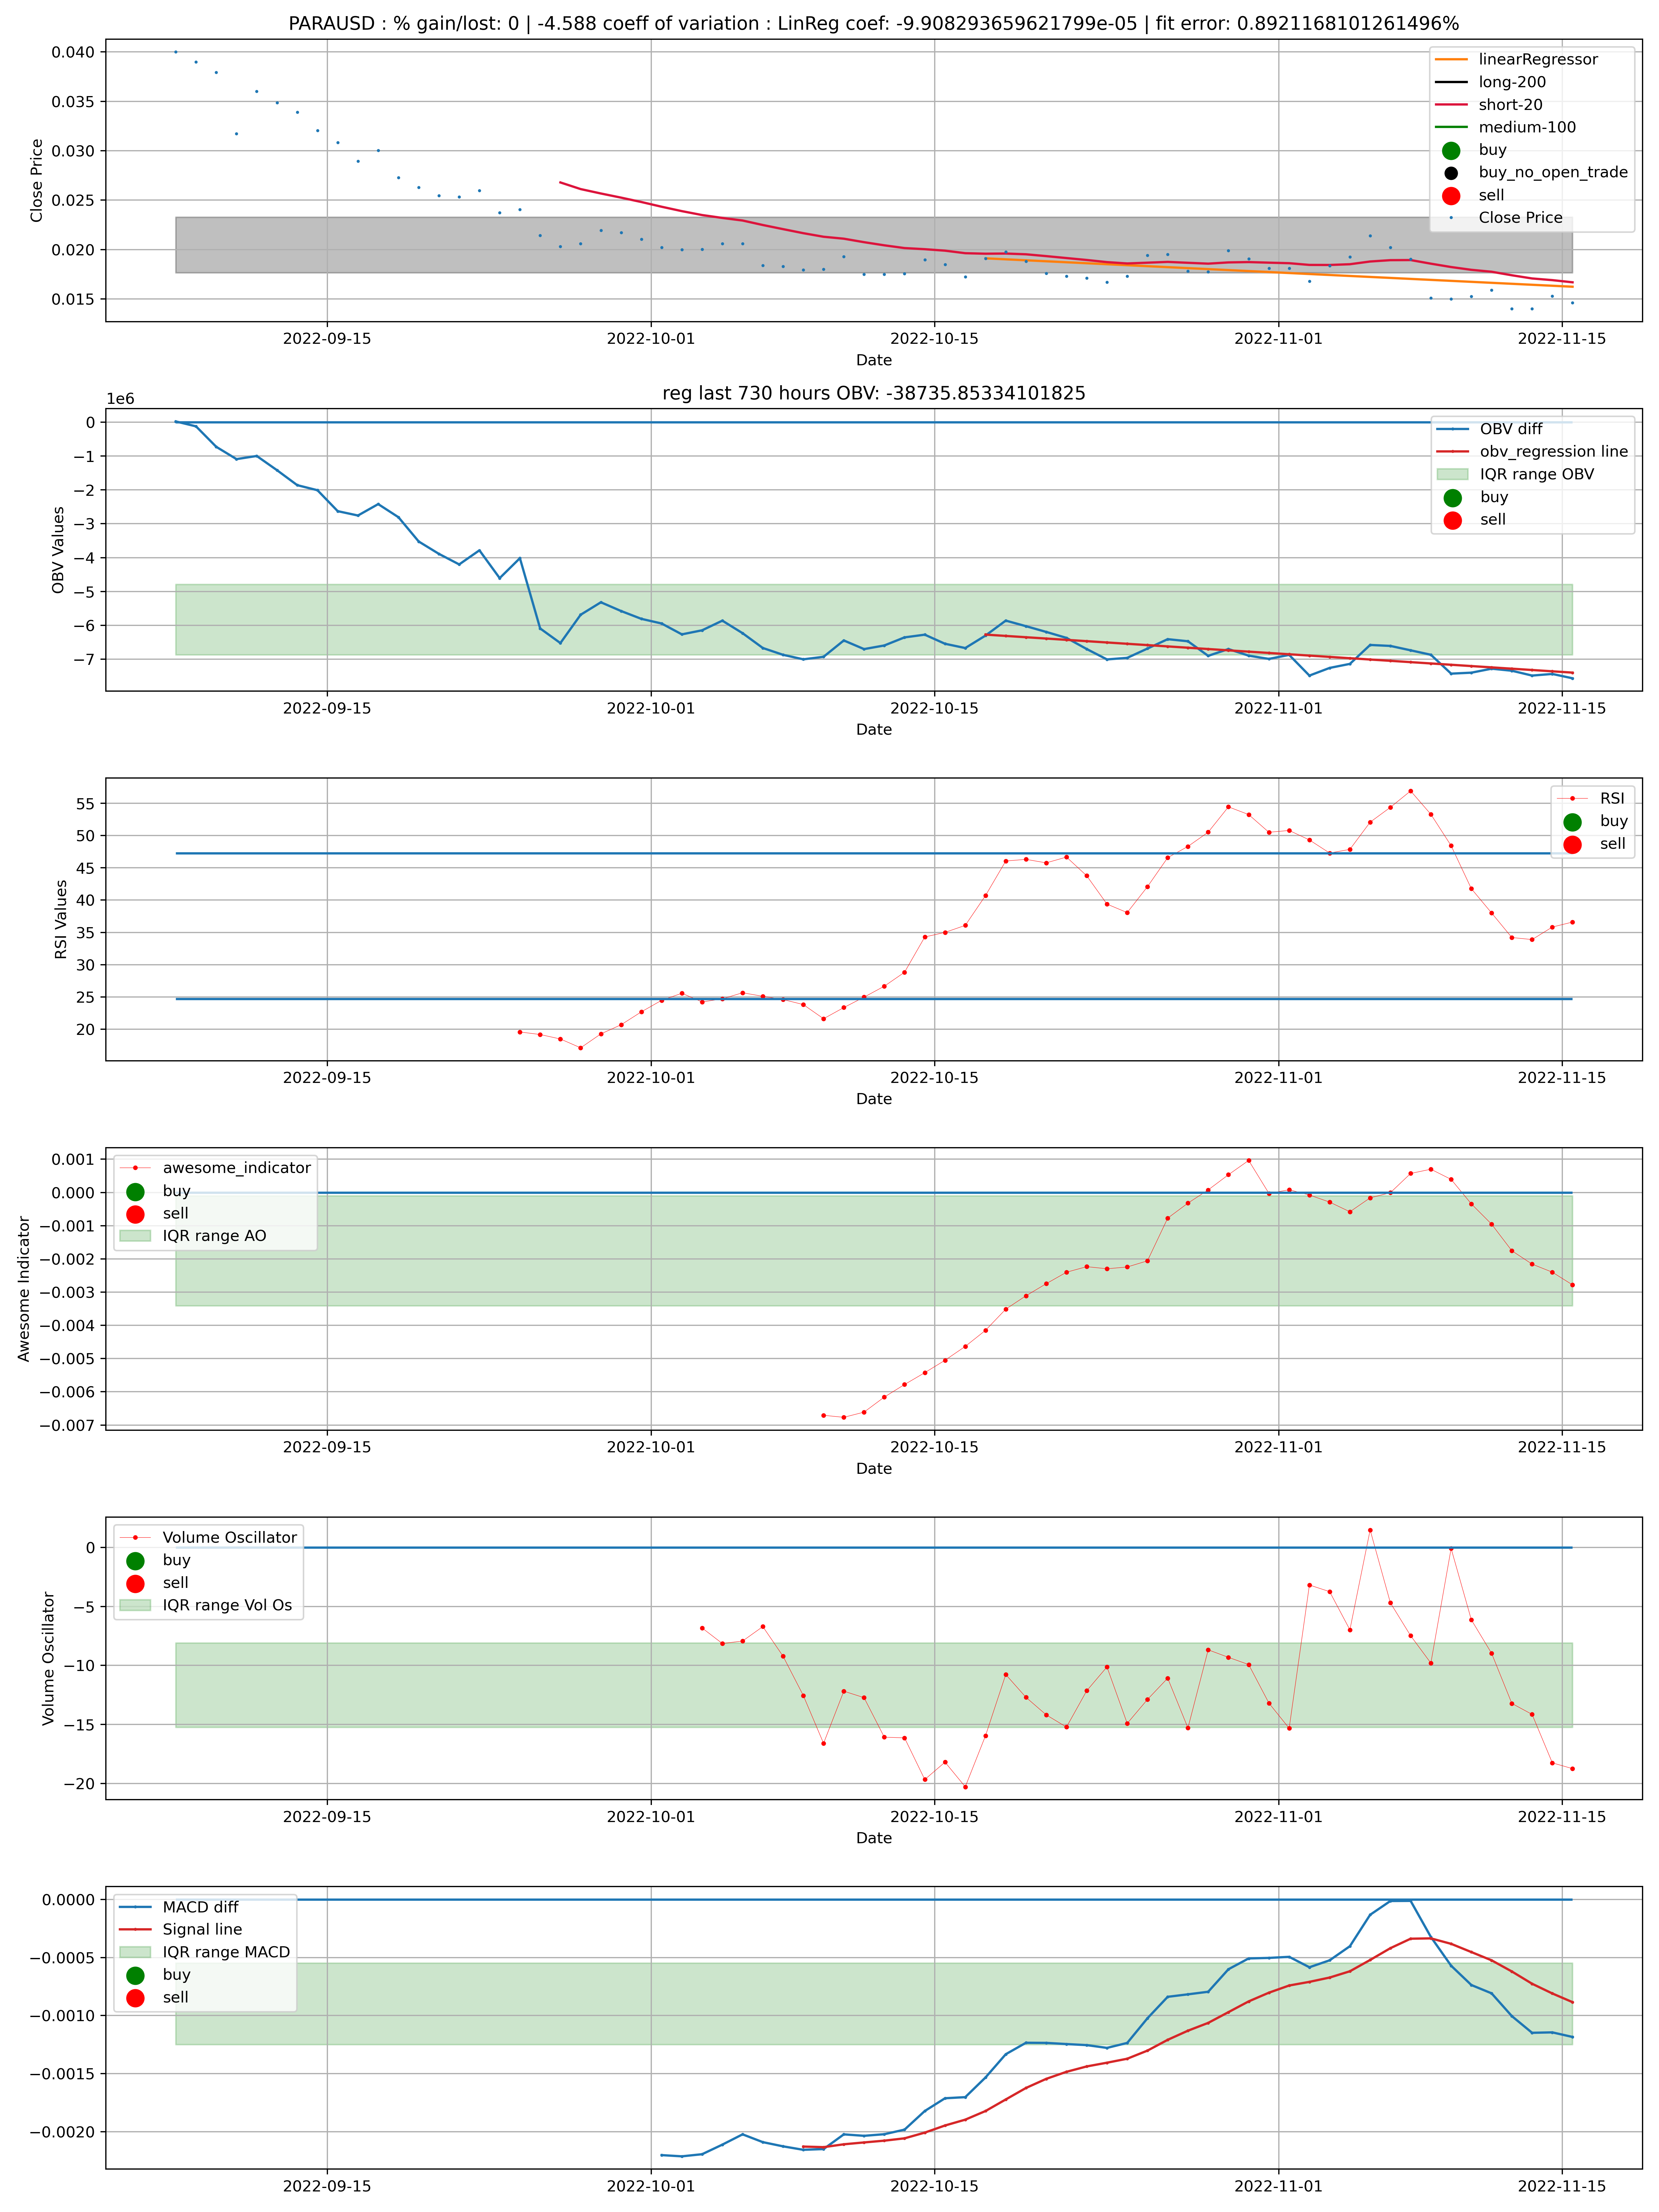 PARAUSD : % gain/lost: 0 | -4.588 coeff of variation : LinReg coef: -9.908293659621799e-05 | fit error: 0.8921168101261496%
0.040
0.035
0.030
0.025
0.020
0.015
Close Price
linearRegressor
long-200
short-20
medium-100
buy
buy_no_open_trade
sell
Close Price
2022-09-15
2022-10-01
2022-10-15
2022-11-01
2022-11-15
Date
reg last 730 hours OBV: -38735.85334101825
1e6
0
−1
−2
−3
−4
−5
−6
−7
OBV Values
OBV diff
obv_regression line
IQR range OBV
buy
sell
2022-09-15
2022-10-01
2022-10-15
2022-11-01
2022-11-15
Date
55
50
45
40
35
30
25
20
RSI Values
RSI
buy
sell
2022-09-15
2022-10-01
2022-10-15
2022-11-01
2022-11-15
Date
0.001
0.000
−0.001
−0.002
−0.003
−0.004
−0.005
−0.006
−0.007
Awesome Indicator
awesome_indicator
buy
sell
IQR range AO
2022-09-15
2022-10-01
2022-10-15
2022-11-01
2022-11-15
Date
0
−5
−10
−15
−20
Volume Oscillator
Volume Oscillator
buy
sell
IQR range Vol Os
2022-09-15
2022-10-01
2022-10-15
2022-11-01
2022-11-15
Date
0.0000
−0.0005
−0.0010
−0.0015
−0.0020
MACD diff
Signal line
IQR range MACD
buy
sell
2022-09-15
2022-10-01
2022-10-15
2022-11-01
2022-11-15